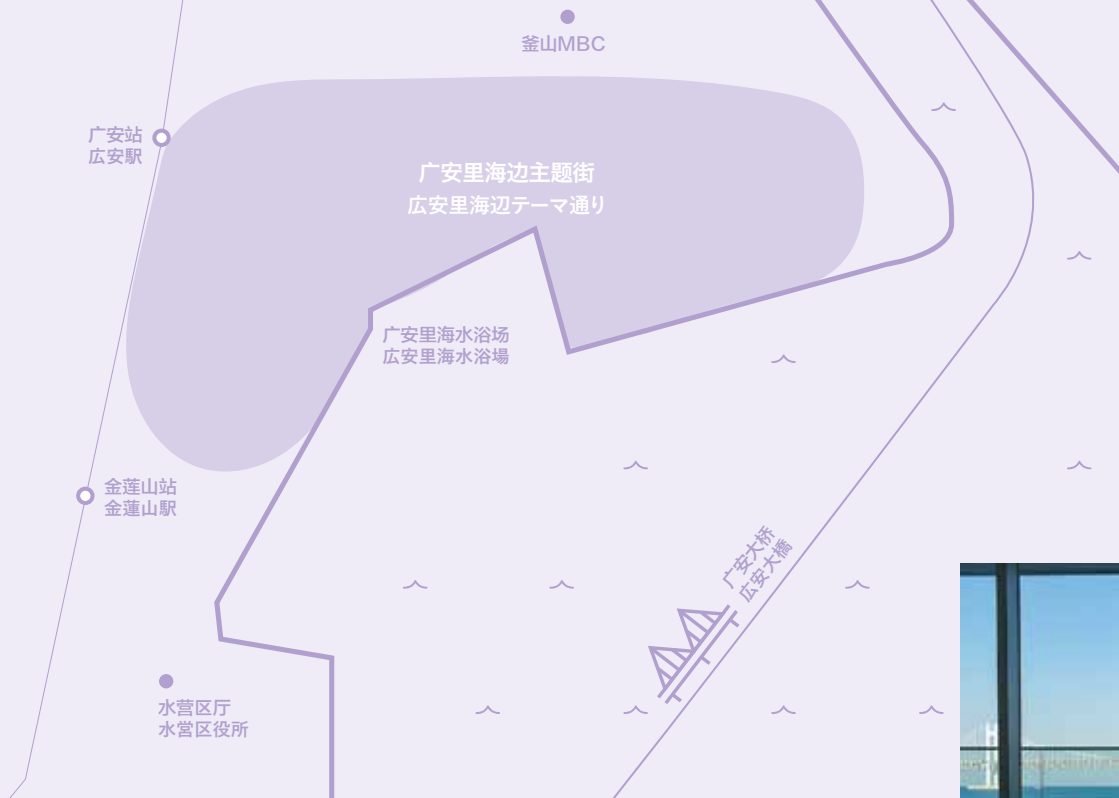 釜山MBC
广安站
広安駅
广安里海边主题街
広安里海辺テーマ通り
广安里海水浴场
広安里海水浴場
金莲山站
金蓮山駅
广安大桥
広安大橋
水营区厅
水営区役所